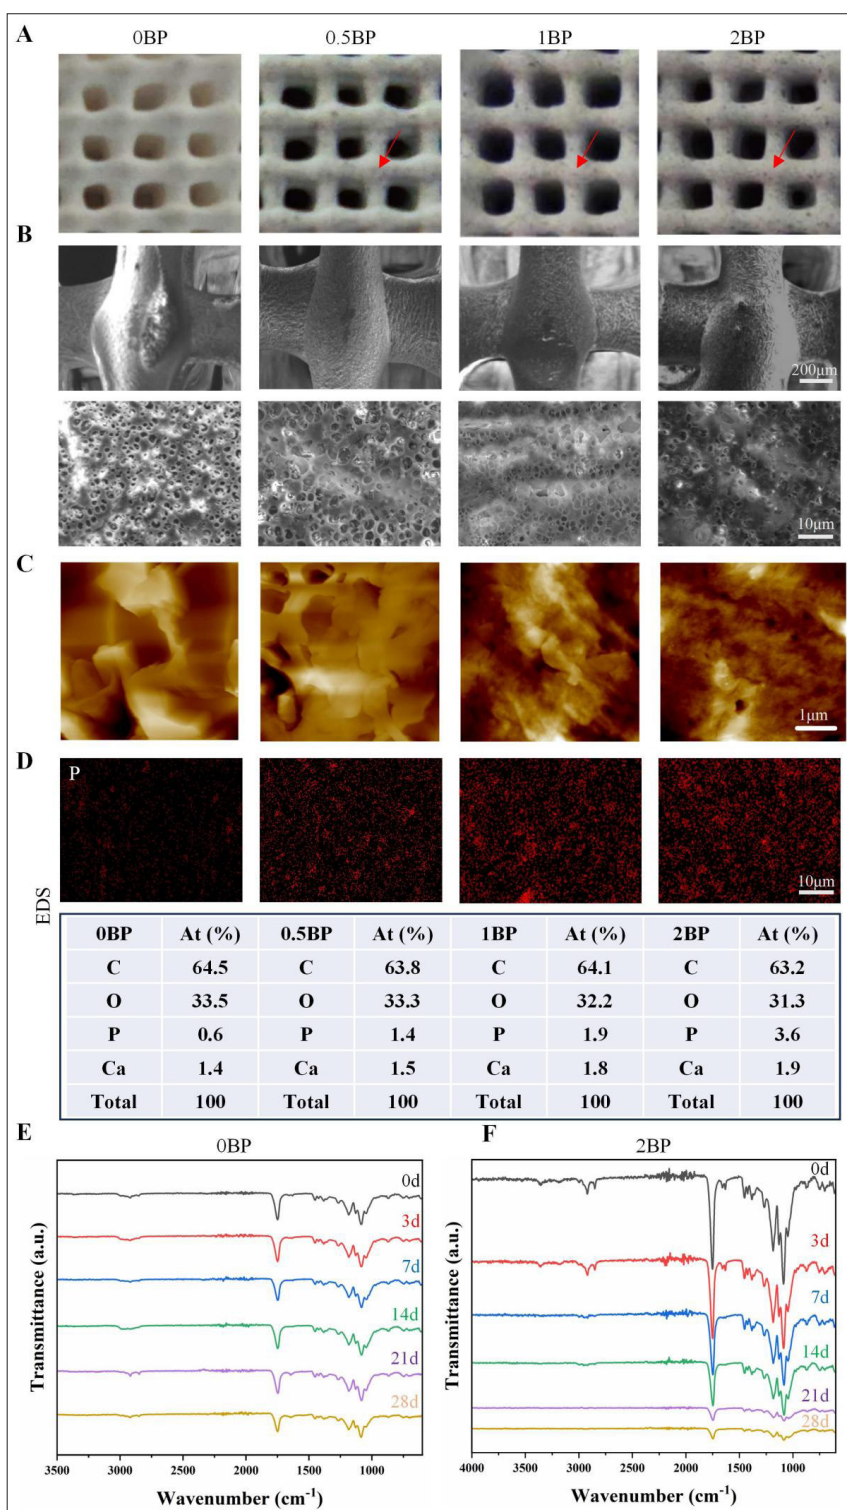 A
0BP 0.5BP 1BP 2BP
B
200μm
10μm
C
1μm
D
P
10μm
EDS
0BP At (%) 0.5BP At (%) 1BP At (%) 2BP At (%)
C 64.5 C 63.8 C 64.1 C 63.2
O 33.5 O 33.3 O 32.2 O 31.3
P 0.6 P 1.4 P 1.9 P 3.6
Ca 1.4 Ca 1.5 Ca 1.8 Ca 1.9
Total 100 Total 100 Total 100 Total 100
E
0BP
0d
3d
7d
14d
21d
28d
Transmittance (a.u.)
3500 3000 2500 2000 1500 1000
Wavenumber (cm⁻¹)
F
2BP
0d
3d
7d
14d
21d
28d
Transmittance (a.u.)
4000 3500 3000 2500 2000 1500 1000
Wavenumber (cm⁻¹)